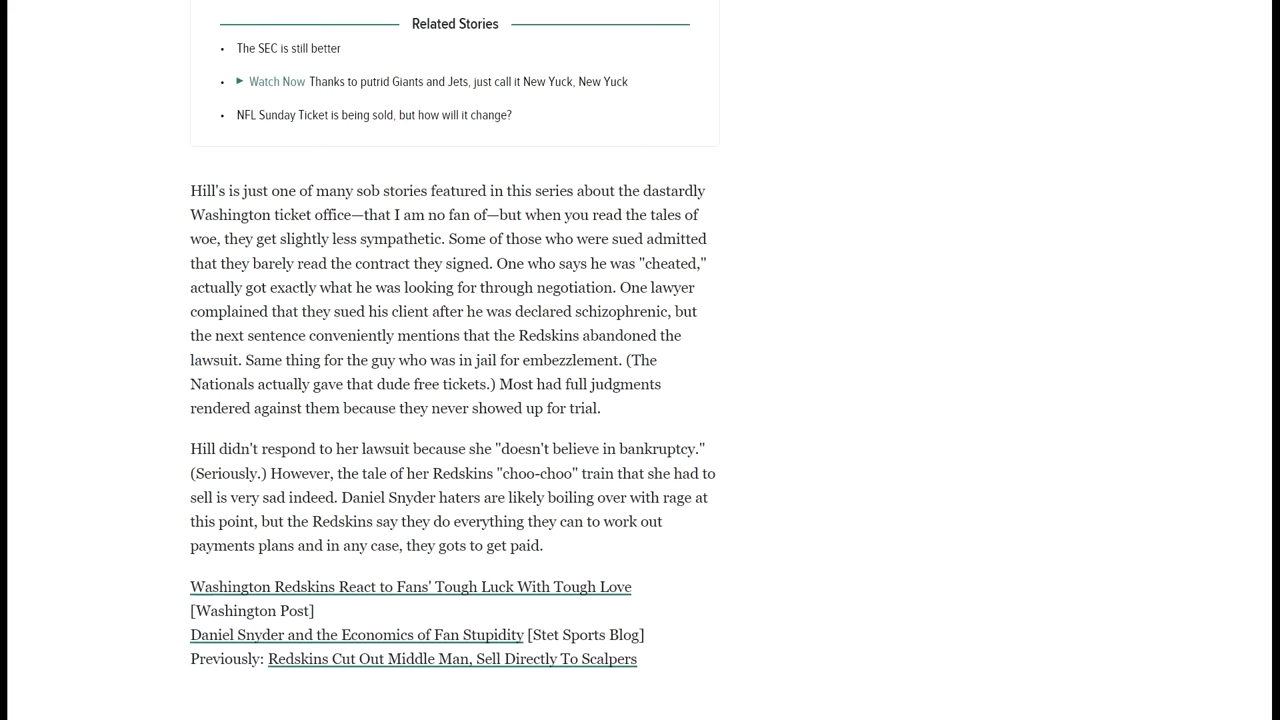 Related Stories
• The SEC is still better
• ▶ Watch Now Thanks to putrid Giants and Jets, just call it New Yuck, New Yuck
• NFL Sunday Ticket is being sold, but how will it change?
Hill's is just one of many sob stories featured in this series about the dastardly
Washington ticket office—that I am no fan of—but when you read the tales of
woe, they get slightly less sympathetic. Some of those who were sued admitted
that they barely read the contract they signed. One who says he was "cheated,"
actually got exactly what he was looking for through negotiation. One lawyer
complained that they sued his client after he was declared schizophrenic, but
the next sentence conveniently mentions that the Redskins abandoned the
lawsuit. Same thing for the guy who was in jail for embezzlement. (The
Nationals actually gave that dude free tickets.) Most had full judgments
rendered against them because they never showed up for trial.
Hill didn't respond to her lawsuit because she "doesn't believe in bankruptcy."
(Seriously.) However, the tale of her Redskins "choo-choo" train that she had to
sell is very sad indeed. Daniel Snyder haters are likely boiling over with rage at
this point, but the Redskins say they do everything they can to work out
payments plans and in any case, they gots to get paid.
Washington Redskins React to Fans' Tough Luck With Tough Love
[Washington Post]
Daniel Snyder and the Economics of Fan Stupidity [Stet Sports Blog]
Previously: Redskins Cut Out Middle Man, Sell Directly To Scalpers